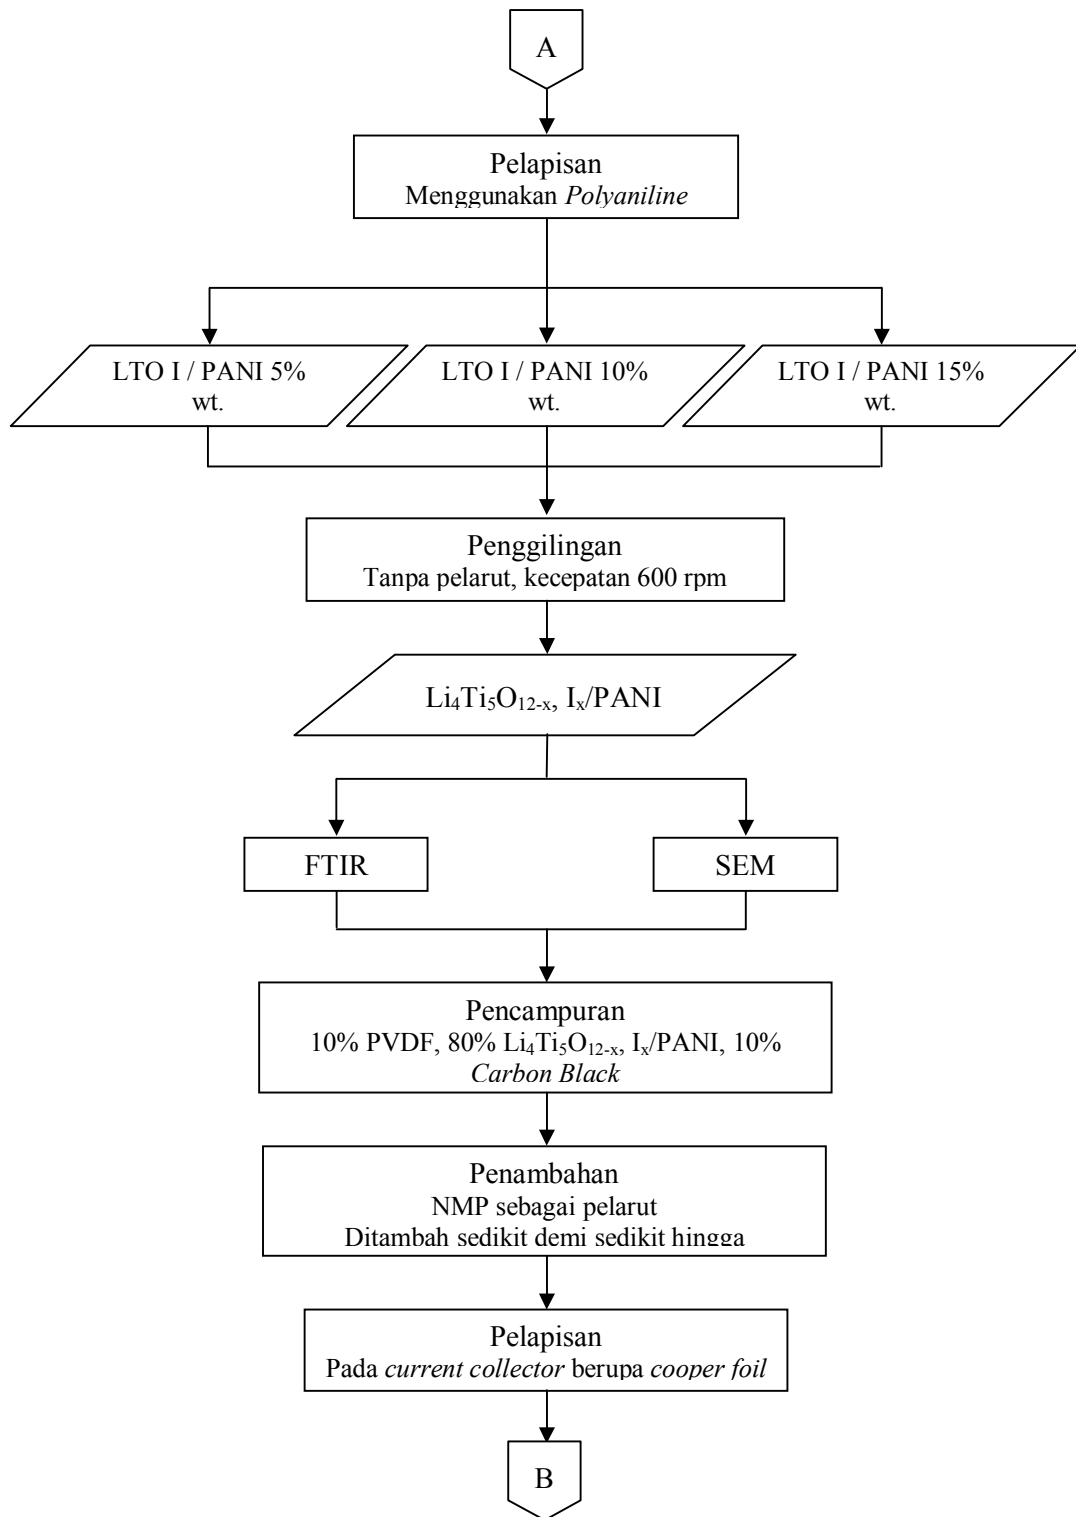 A
Pelapisan
Menggunakan Polyaniline
LTO I / PANI 5%
wt.
LTO I / PANI 10%
wt.
LTO I / PANI 15%
wt.
Penggilingan
Tanpa pelarut, kecepatan 600 rpm
Li₄Ti₅O₁₂₋ₓ, Iₓ/PANI
FTIR
SEM
Pencampuran
10% PVDF, 80% Li₄Ti₅O₁₂₋ₓ, Iₓ/PANI, 10%
Carbon Black
Penambahan
NMP sebagai pelarut
Ditambah sedikit demi sedikit hingga
Pelapisan
Pada current collector berupa cooper foil
B